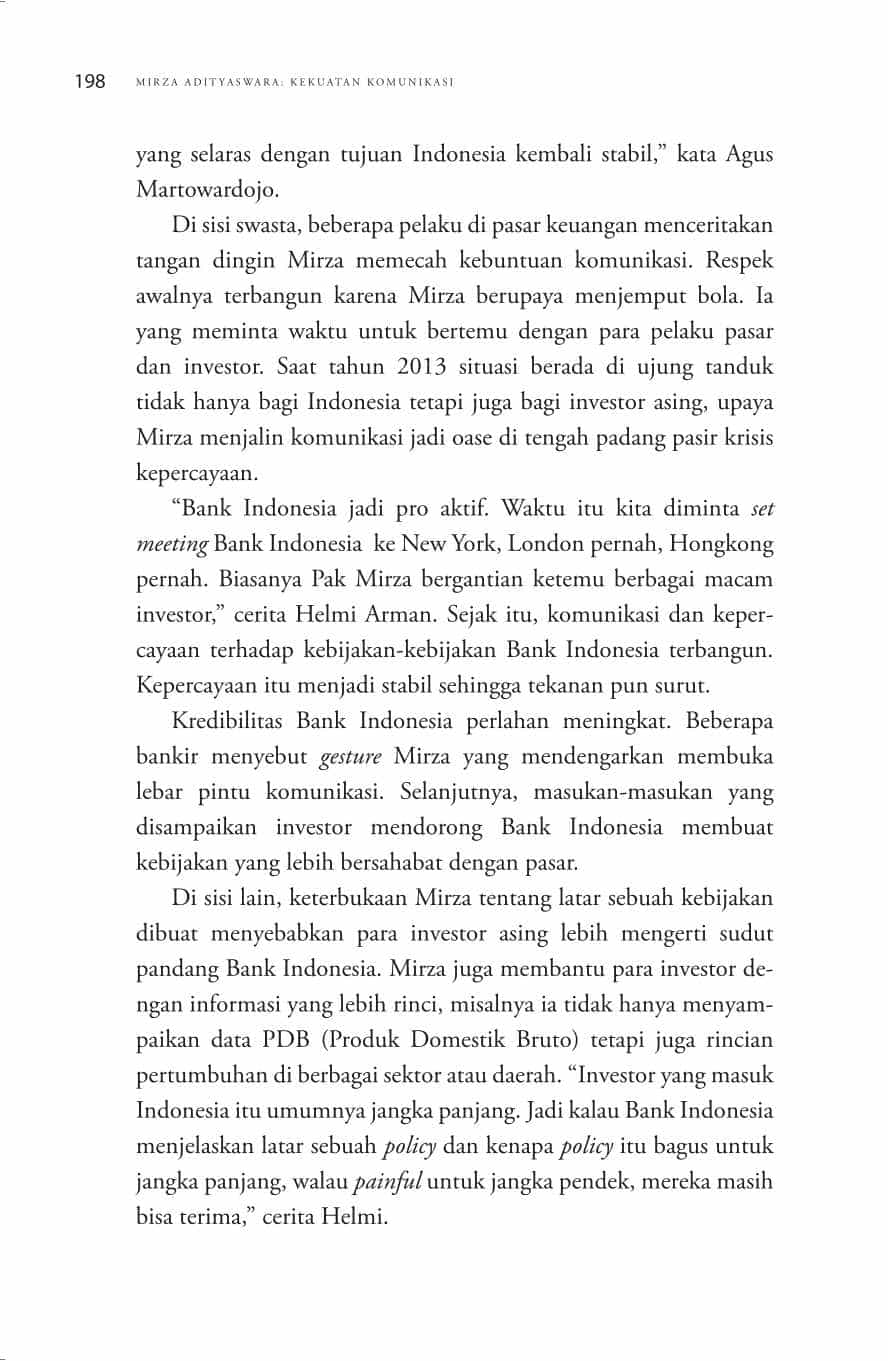 198 MIRZA ADITYASWARA: KEKUATAN KOMUNIKASI
yang selaras dengan tujuan Indonesia kembali stabil,” kata Agus
Martowardojo.
Di sisi swasta, beberapa pelaku di pasar keuangan menceritakan
tangan dingin Mirza memecah kebuntuan komunikasi. Respek
awalnya terbangun karena Mirza berupaya menjemput bola. Ia
yang meminta waktu untuk bertemu dengan para pelaku pasar
dan investor. Saat tahun 2013 situasi berada di ujung tanduk
tidak hanya bagi Indonesia tetapi juga bagi investor asing, upaya
Mirza menjalin komunikasi jadi oase di tengah padang pasir krisis
kepercayaan.
“Bank Indonesia jadi pro aktif. Waktu itu kita diminta set
meeting Bank Indonesia ke New York, London pernah, Hongkong
pernah. Biasanya Pak Mirza bergantian ketemu berbagai macam
investor,” cerita Helmi Arman. Sejak itu, komunikasi dan keper-
cayaan terhadap kebijakan-kebijakan Bank Indonesia terbangun.
Kepercayaan itu menjadi stabil sehingga tekanan pun surut.
Kredibilitas Bank Indonesia perlahan meningkat. Beberapa
bankir menyebut gesture Mirza yang mendengarkan membuka
lebar pintu komunikasi. Selanjutnya, masukan-masukan yang
disampaikan investor mendorong Bank Indonesia membuat
kebijakan yang lebih bersahabat dengan pasar.
Di sisi lain, keterbukaan Mirza tentang latar sebuah kebijakan
dibuat menyebabkan para investor asing lebih mengerti sudut
pandang Bank Indonesia. Mirza juga membantu para investor de-
ngan informasi yang lebih rinci, misalnya ia tidak hanya menyam-
paikan data PDB (Produk Domestik Bruto) tetapi juga rincian
pertumbuhan di berbagai sektor atau daerah. “Investor yang masuk
Indonesia itu umumnya jangka panjang. Jadi kalau Bank Indonesia
menjelaskan latar sebuah policy dan kenapa policy itu bagus untuk
jangka panjang, walau painful untuk jangka pendek, mereka masih
bisa terima,” cerita Helmi.